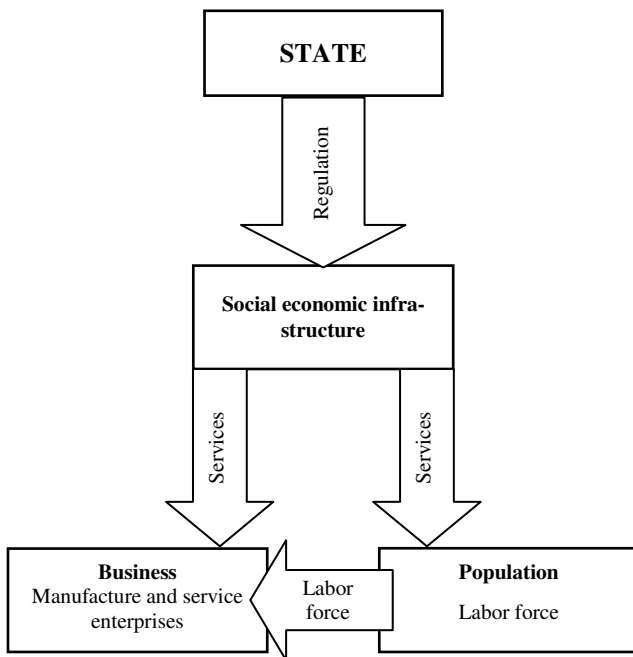 STATE
Regulation
Social economic infra-
structure
Services
Services
Business
Manufacture and service
enterprises
Labor
force
Population
Labor force